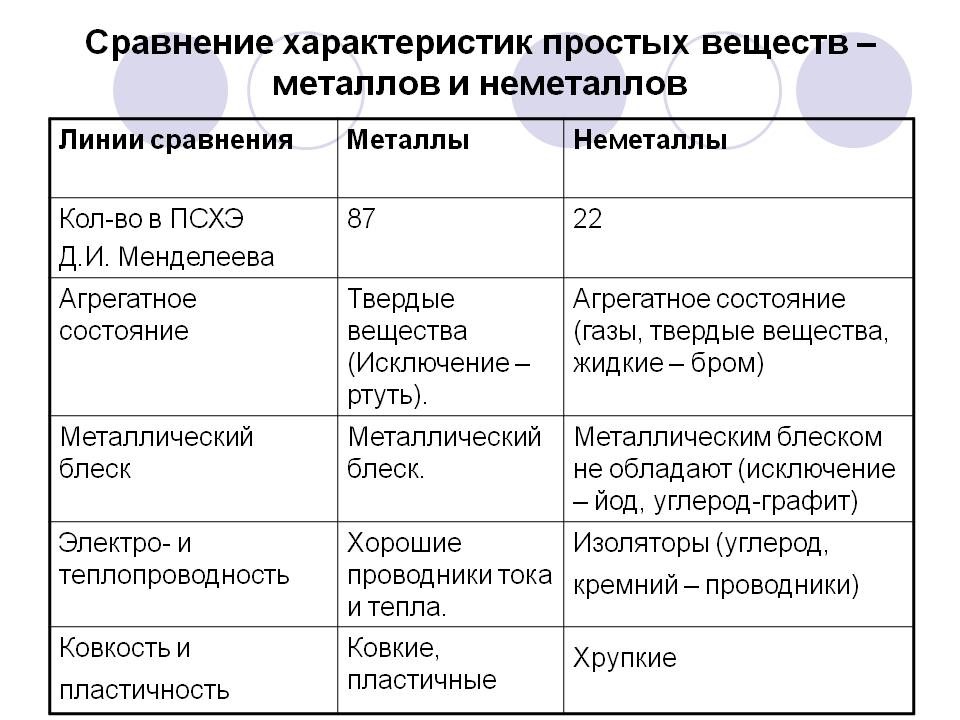 Сравнение характеристик простых веществ –
металлов и неметаллов
Линии сравнения
Металлы
Неметаллы
Кол-во в ПСХЭ
Д.И. Менделеева
87
22
Агрегатное
состояние
Твердые
вещества
(Исключение –
ртуть).
Агрегатное состояние
(газы, твердые вещества,
жидкие – бром)
Металлический
блеск
Металлический
блеск.
Металлическим блеском
не обладают (исключение
– йод, углерод-графит)
Электро- и
теплопроводность
Хорошие
проводники тока
и тепла.
Изоляторы (углерод,
кремний – проводники)
Ковкость и
пластичность
Ковкие,
пластичные
Хрупкие